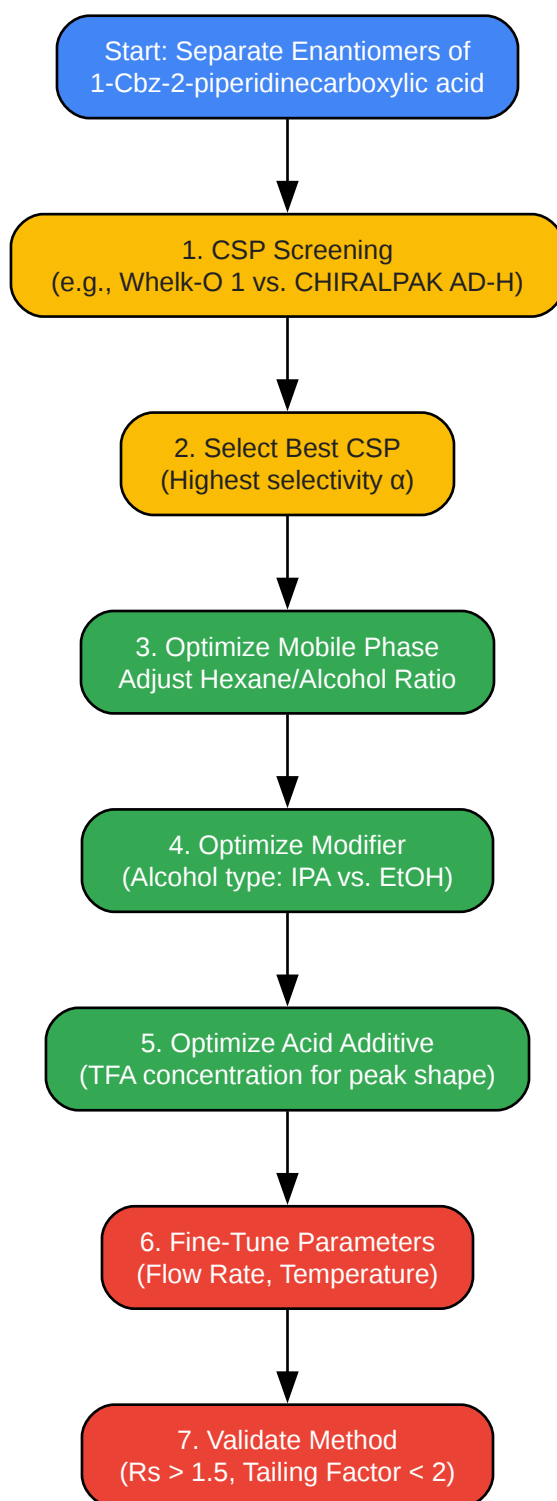 Start: Separate Enantiomers of
1-Cbz-2-piperidinecarboxylic acid
1. CSP Screening
(e.g., Whelk-O 1 vs. CHIRALPAK AD-H)
2. Select Best CSP
(Highest selectivity α)
3. Optimize Mobile Phase
Adjust Hexane/Alcohol Ratio
4. Optimize Modifier
(Alcohol type: IPA vs. EtOH)
5. Optimize Acid Additive
(TFA concentration for peak shape)
6. Fine-Tune Parameters
(Flow Rate, Temperature)
7. Validate Method
(Rs > 1.5, Tailing Factor < 2)